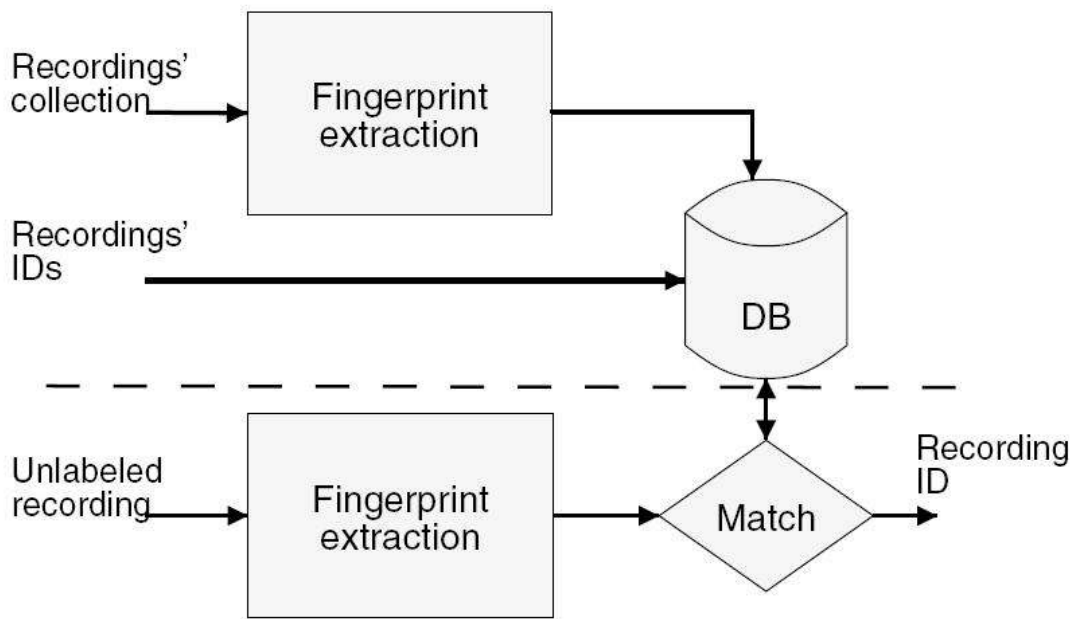 Recordings'
collection
Fingerprint
extraction
Recordings'
IDs
DB
Unlabeled
recording
Fingerprint
extraction
Match
Recording
ID